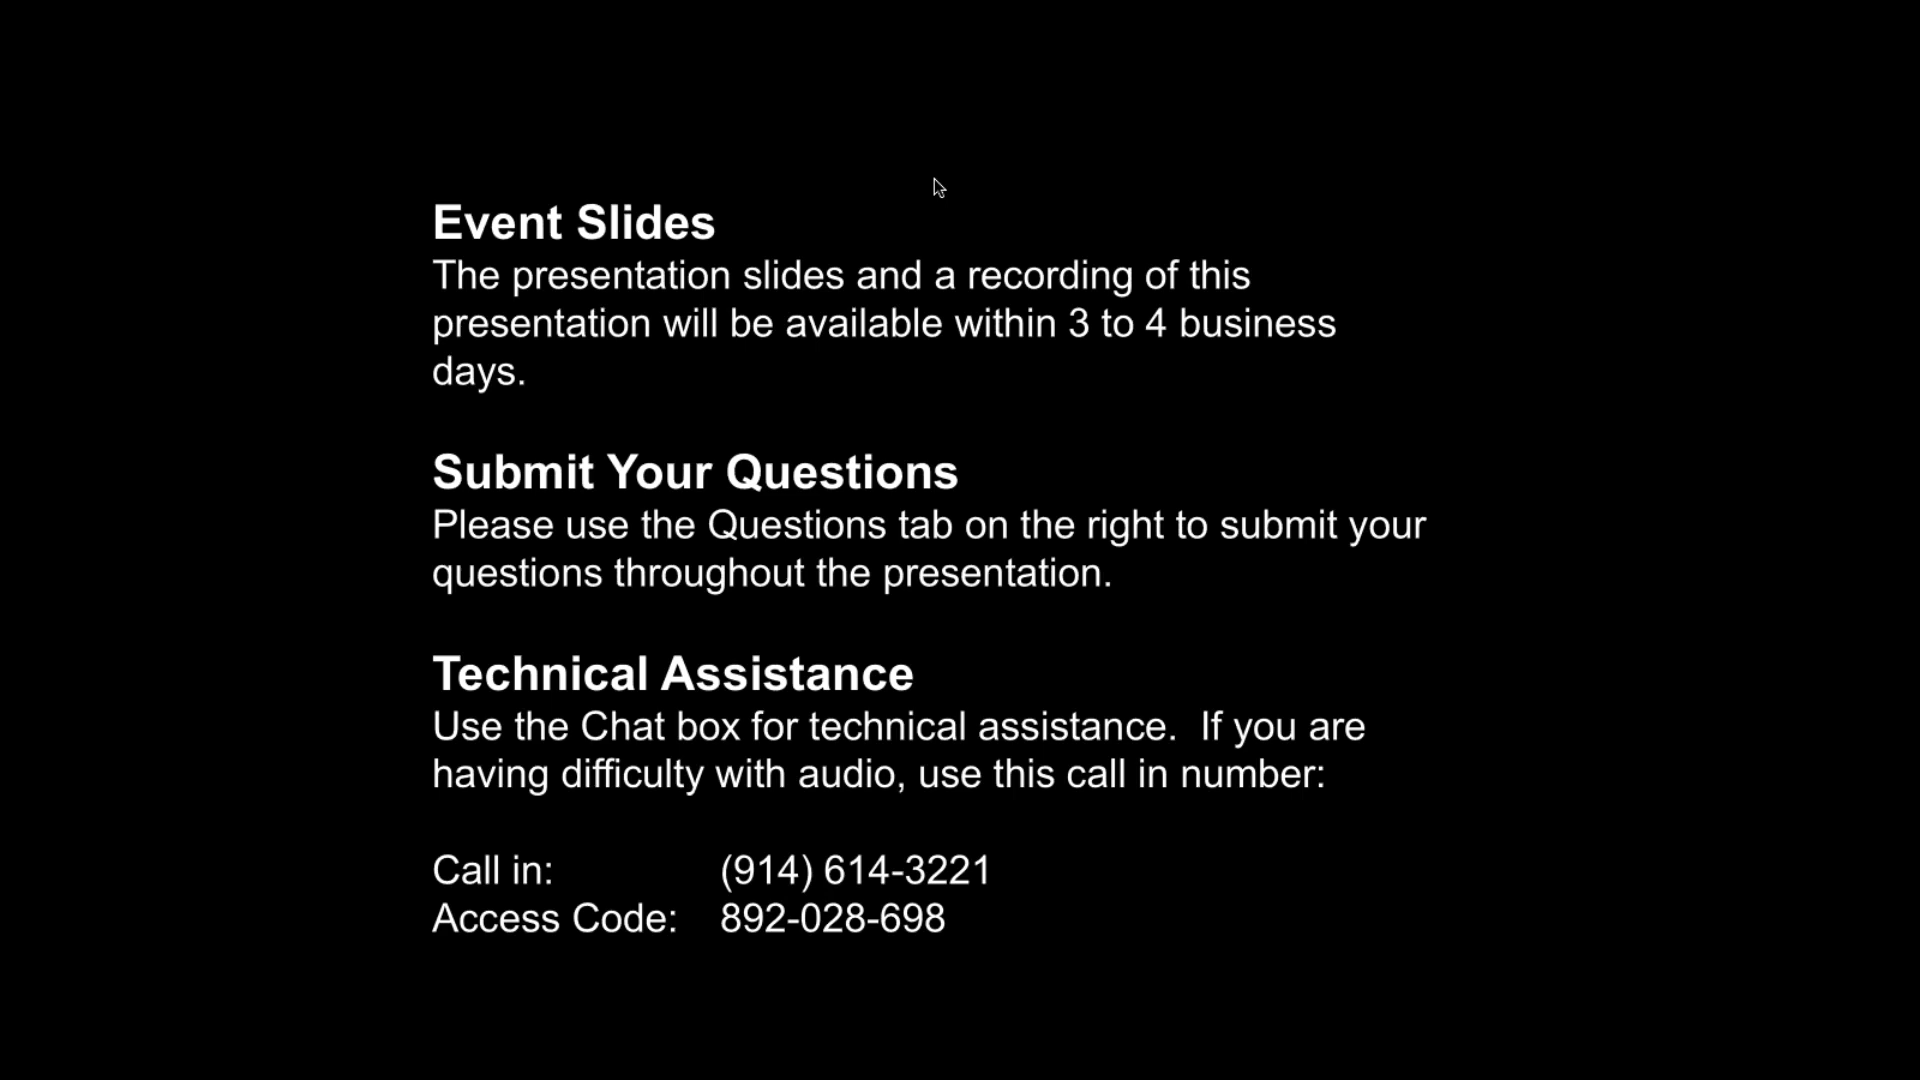 Event Slides
The presentation slides and a recording of this
presentation will be available within 3 to 4 business
days.
Submit Your Questions
Please use the Questions tab on the right to submit your
questions throughout the presentation.
Technical Assistance
Use the Chat box for technical assistance.  If you are
having difficulty with audio, use this call in number:
Call in: (914) 614-3221
Access Code: 892-028-698